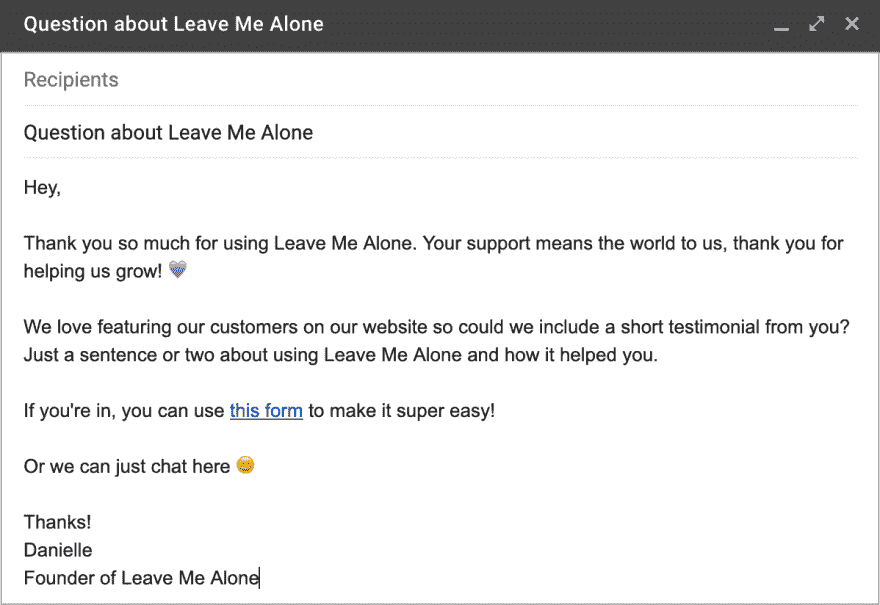 Question about Leave Me Alone
Recipients
Question about Leave Me Alone
Hey,
Thank you so much for using Leave Me Alone. Your support means the world to us, thank you for
helping us grow! 💙
We love featuring our customers on our website so could we include a short testimonial from you?
Just a sentence or two about using Leave Me Alone and how it helped you.
If you're in, you can use this form to make it super easy!
Or we can just chat here 😊
Thanks!
Danielle
Founder of Leave Me Alone